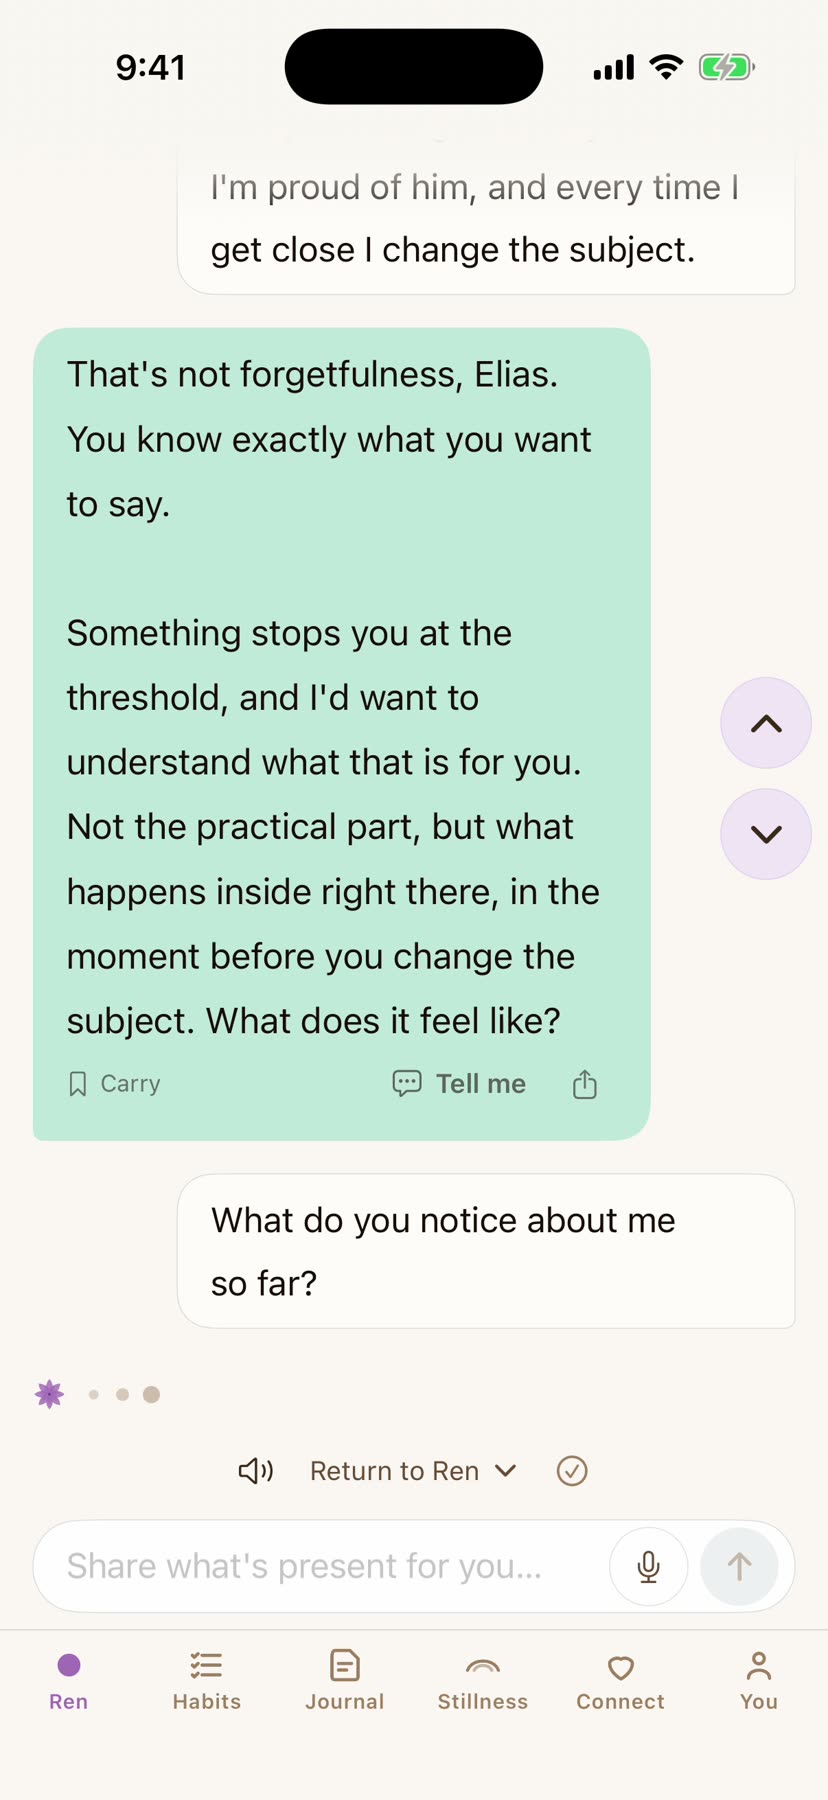 9:41
I'm proud of him, and every time I
get close I change the subject.
That's not forgetfulness, Elias.
You know exactly what you want
to say.
Something stops you at the
threshold, and I'd want to
understand what that is for you.
Not the practical part, but what
happens inside right there, in the
moment before you change the
subject. What does it feel like?
Carry
Tell me
What do you notice about me
so far?
Return to Ren
Share what's present for you...
Ren
Habits
Journal
Stillness
Connect
You